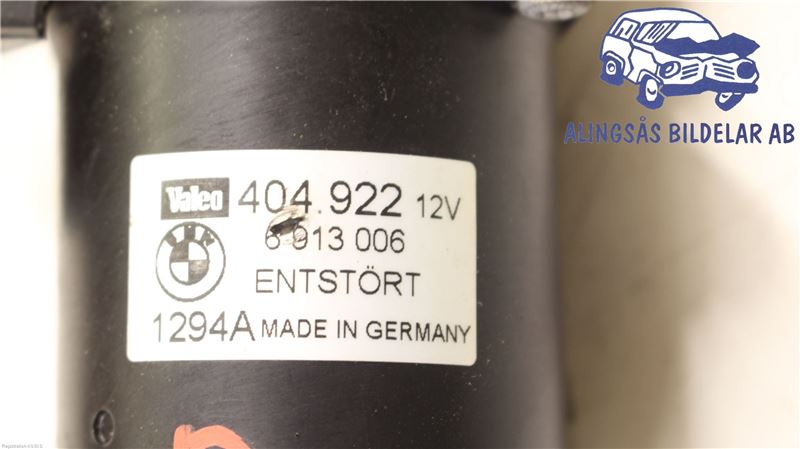 ALINGSÅS BILDELAR AB
Valeo 404.922 12V
6 913 006
ENTSTÖRT
1294A MADE IN GERMANY